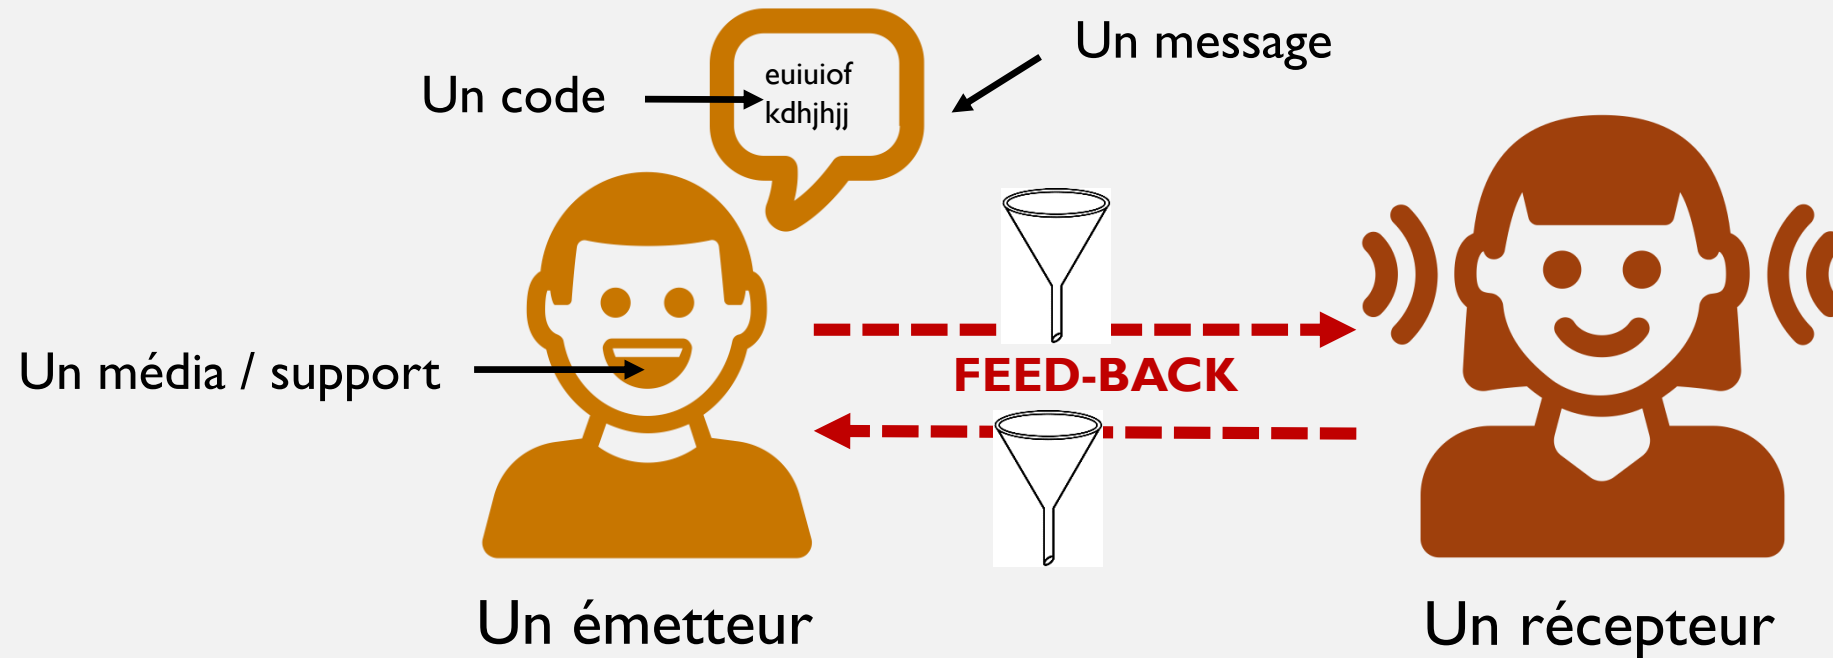 Un message
Un code
euiuiof
kdhjhjj
Un média / support
FEED-BACK
Un émetteur
Un récepteur